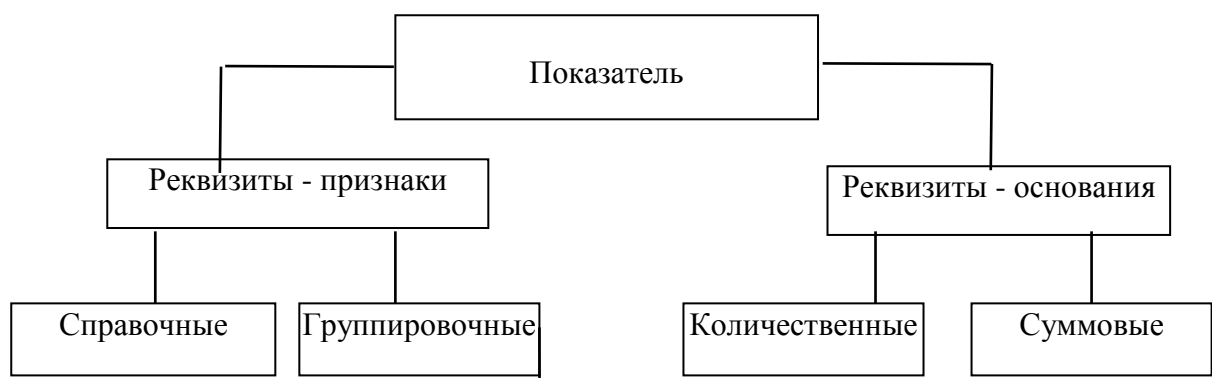 Показатель
Реквизиты - признаки
Реквизиты - основания
Справочные
Группировочные
Количественные
Суммовые